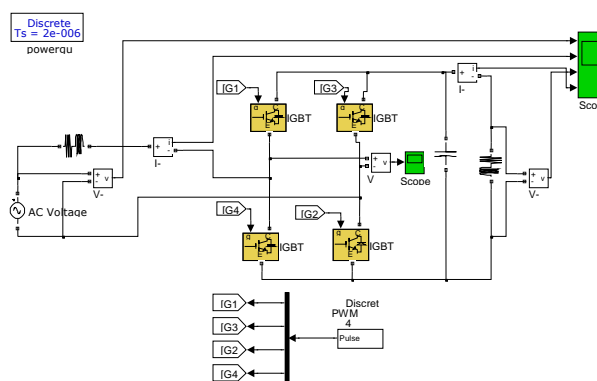 Discrete
Ts = 2e-006
powergu
[G1
[G3
g C
E
IGBT
g C
E
IGBT
i
+
-
I-
Sco
i
+
-
I-
+
-
v
V-
+
-
v
V
Scope
+
-
v
V-
AC Voltage
[G4
[G2
g C
E
IGBT
g C
E
IGBT
[G1
[G3
[G2
[G4
Discret
PWM
4
Pulse